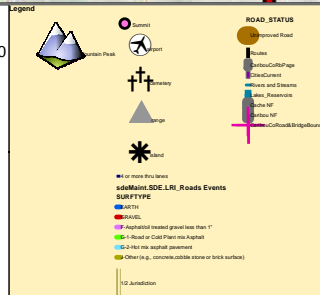 Legend
0
Summit
Mountain Peak
airport
cemetery
range
island
4 or more thru lanes
sdeMaint.SDE.LRI_Roads Events
SURFTYPE
EARTH
GRAVEL
F-Asphalt/oil treated gravel less than 1"
G-1-Road or Cold Plant mix Asphalt
G-2-Hot mix asphalt pavement
J-Other (e.g., concrete,cobble stone or brick surface)
1/2 Jurisdiction
ROAD_STATUS
Unimproved Road
Routes
CaribouCoRbPage
CitiesCurrent
Rivers and Streams
Lakes_Reservoirs
Cache NF
Caribou NF
CaribouCoRoad&BridgeBoun